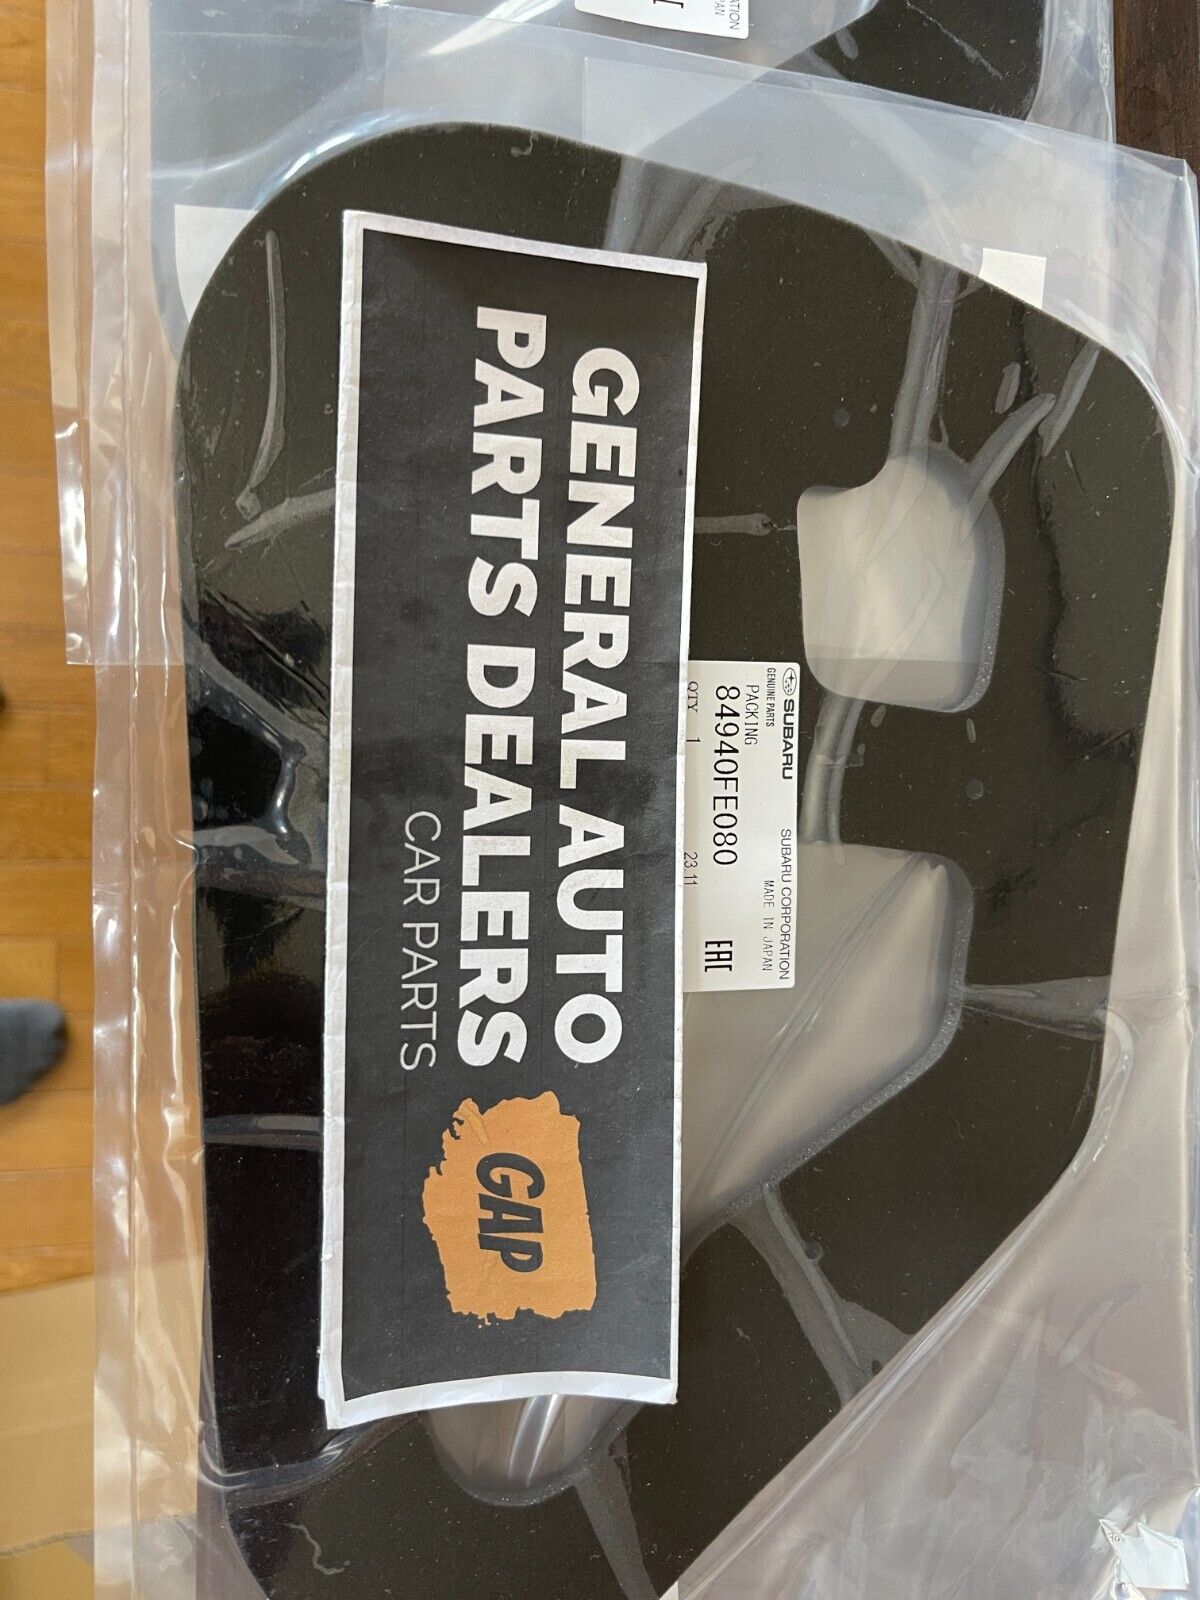 GENERAL AUTO
PARTS DEALERS
CAR PARTS
GAP
SUBARU
GENUINE PARTS
SUBARU CORPORATION
MADE IN JAPAN
PACKING
84940FE080
QTY 1
23.11
EAC